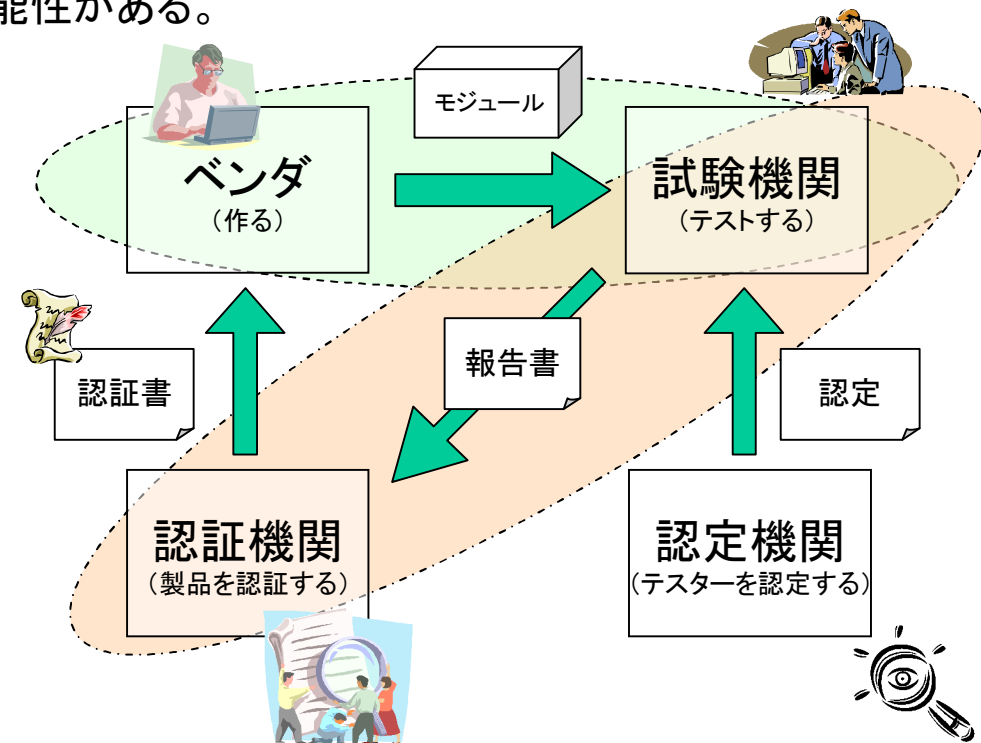 能性がある。
モジュール
ベンダ
（作る）
試験機関
（テストする）
認証書
報告書
認定
認証機関
（製品を認証する）
認定機関
（テスターを認定する）